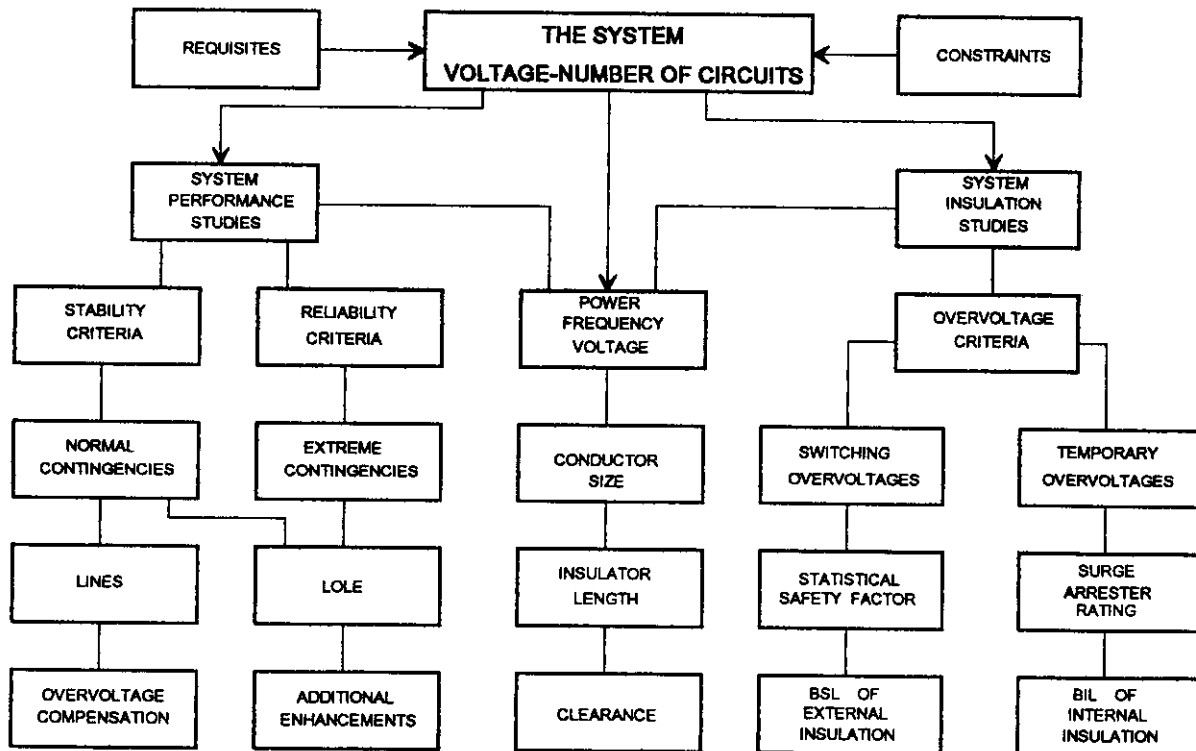 REQUISITES
THE SYSTEM
VOLTAGE-NUMBER OF CIRCUITS
CONSTRAINTS
SYSTEM
PERFORMANCE
STUDIES
SYSTEM
INSULATION
STUDIES
STABILITY
CRITERIA
RELIABILITY
CRITERIA
POWER
FREQUENCY
VOLTAGE
OVERVOLTAGE
CRITERIA
NORMAL
CONTINGENCIES
EXTREME
CONTINGENCIES
CONDUCTOR
SIZE
SWITCHING
OVERVOLTAGES
TEMPORARY
OVERVOLTAGES
LINES
LOLE
INSULATOR
LENGTH
STATISTICAL
SAFETY FACTOR
SURGE
ARRESTER
RATING
OVERVOLTAGE
COMPENSATION
ADDITIONAL
ENHANCEMENTS
CLEARANCE
BSL OF
EXTERNAL
INSULATION
BIL OF
INTERNAL
INSULATION